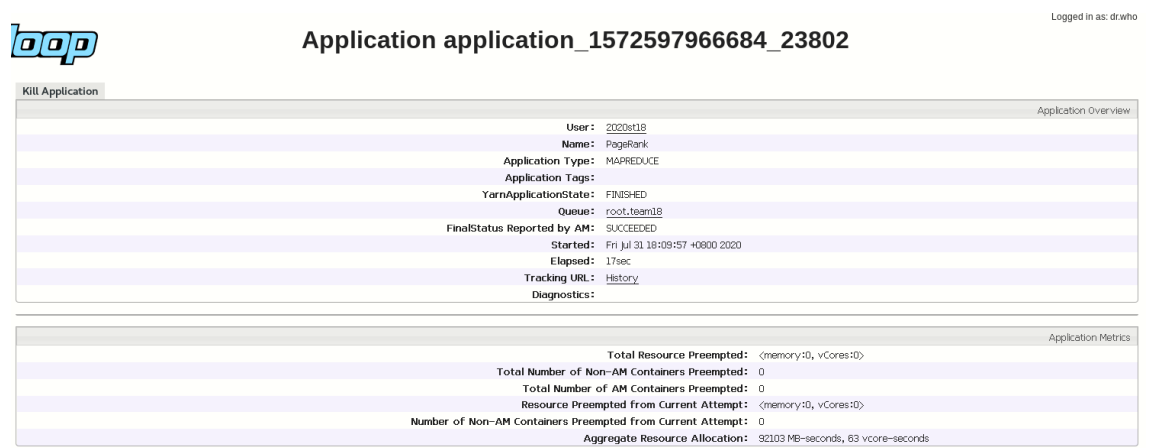 Logged in as: dr.who
oop
Application application_1572597966684_23802
Kill Application
Application Overview
User: 2020st18
Name: PageRank
Application Type: MAPREDUCE
Application Tags:
YarnApplicationState: FINISHED
Queue: root.team18
FinalStatus Reported by AM: SUCCEEDED
Started: Fri Jul 31 18:09:57 +0800 2020
Elapsed: 17sec
Tracking URL: History
Diagnostics:
Application Metrics
Total Resource Preempted: <memory:0, vCores:0>
Total Number of Non-AM Containers Preempted: 0
Total Number of AM Containers Preempted: 0
Resource Preempted from Current Attempt: <memory:0, vCores:0>
Number of Non-AM Containers Preempted from Current Attempt: 0
Aggregate Resource Allocation: 92103 MB-seconds, 63 vcore-seconds